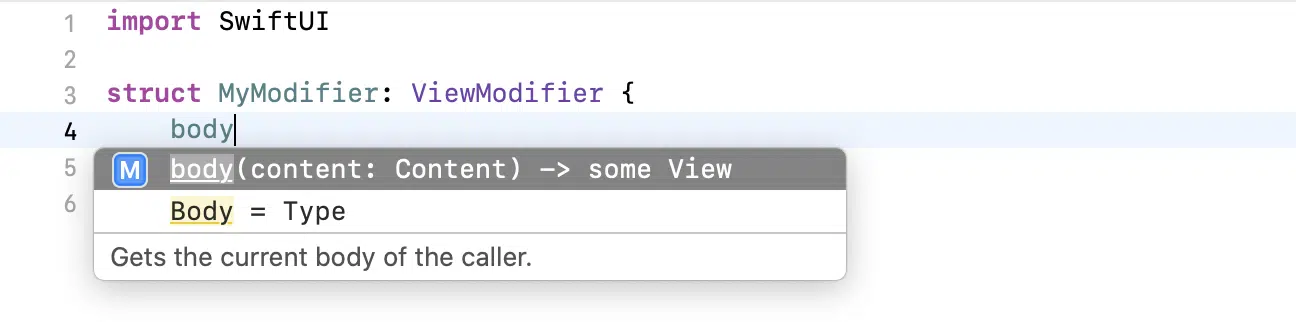 1 import SwiftUI
2
3 struct MyModifier: ViewModifier {
4 body
5 M body(content: Content) -> some View
6 Body = Type
Gets the current body of the caller.